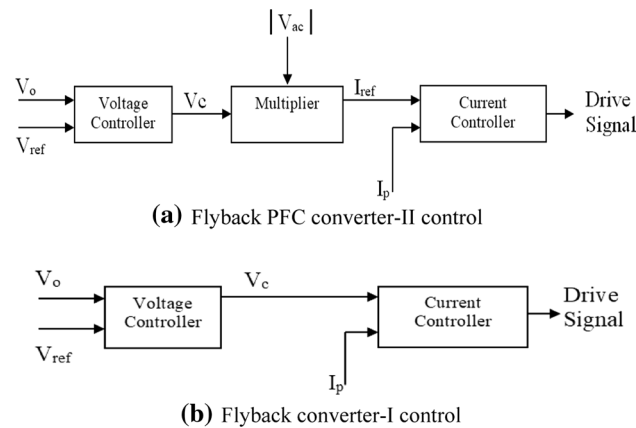 |Vac|
Vo
Vref
Voltage
Controller
Vc
Multiplier
Iref
Current
Controller
Ip
Drive
Signal
(a) Flyback PFC converter-II control
Vo
Vref
Voltage
Controller
Vc
Current
Controller
Ip
Drive
Signal
(b) Flyback converter-I control